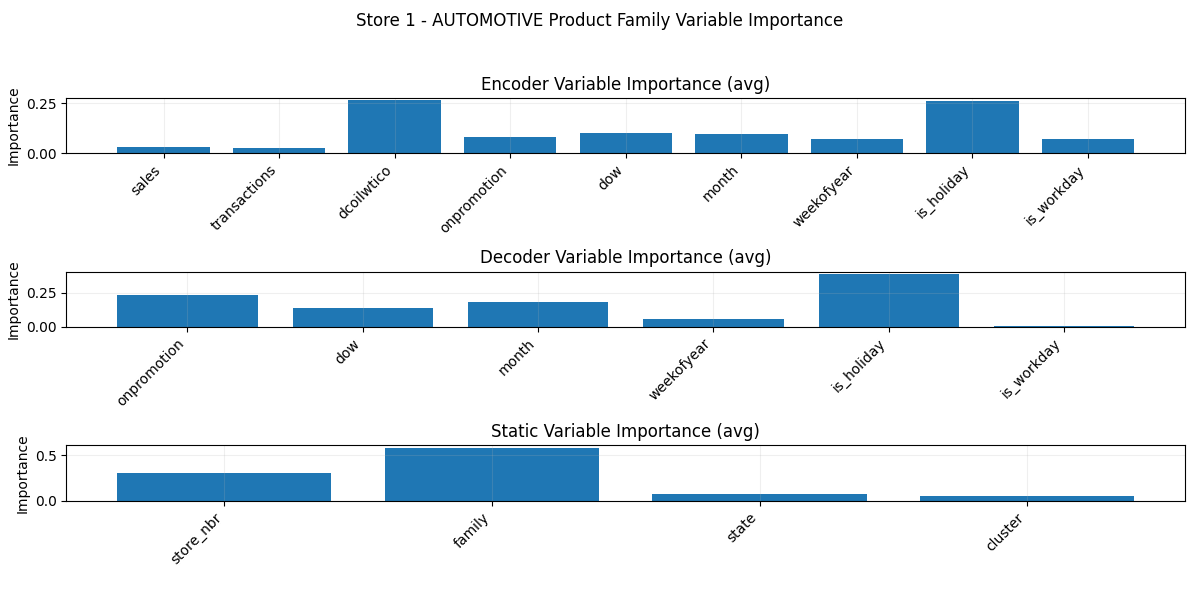 Store 1 - AUTOMOTIVE Product Family Variable Importance
Encoder Variable Importance (avg)
Importance
0.25
0.00
sales
transactions
dcoilwtico
onpromotion
dow
month
weekofyear
is_holiday
is_workday
Decoder Variable Importance (avg)
Importance
0.25
0.00
onpromotion
dow
month
weekofyear
is_holiday
is_workday
Static Variable Importance (avg)
Importance
0.5
0.0
store_nbr
family
state
cluster